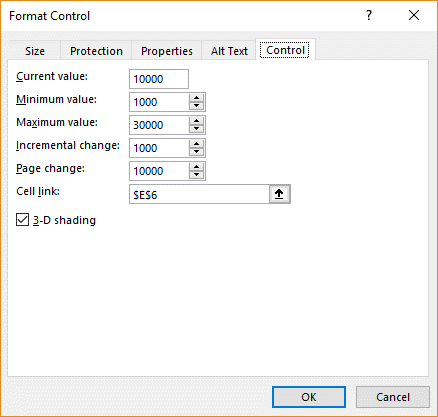 Format Control
?
Size Protection Properties Alt Text Control
Current value: 10000
Minimum value: 1000
Maximum value: 30000
Incremental change: 1000
Page change: 10000
Cell link: $E$6
3-D shading
OK Cancel